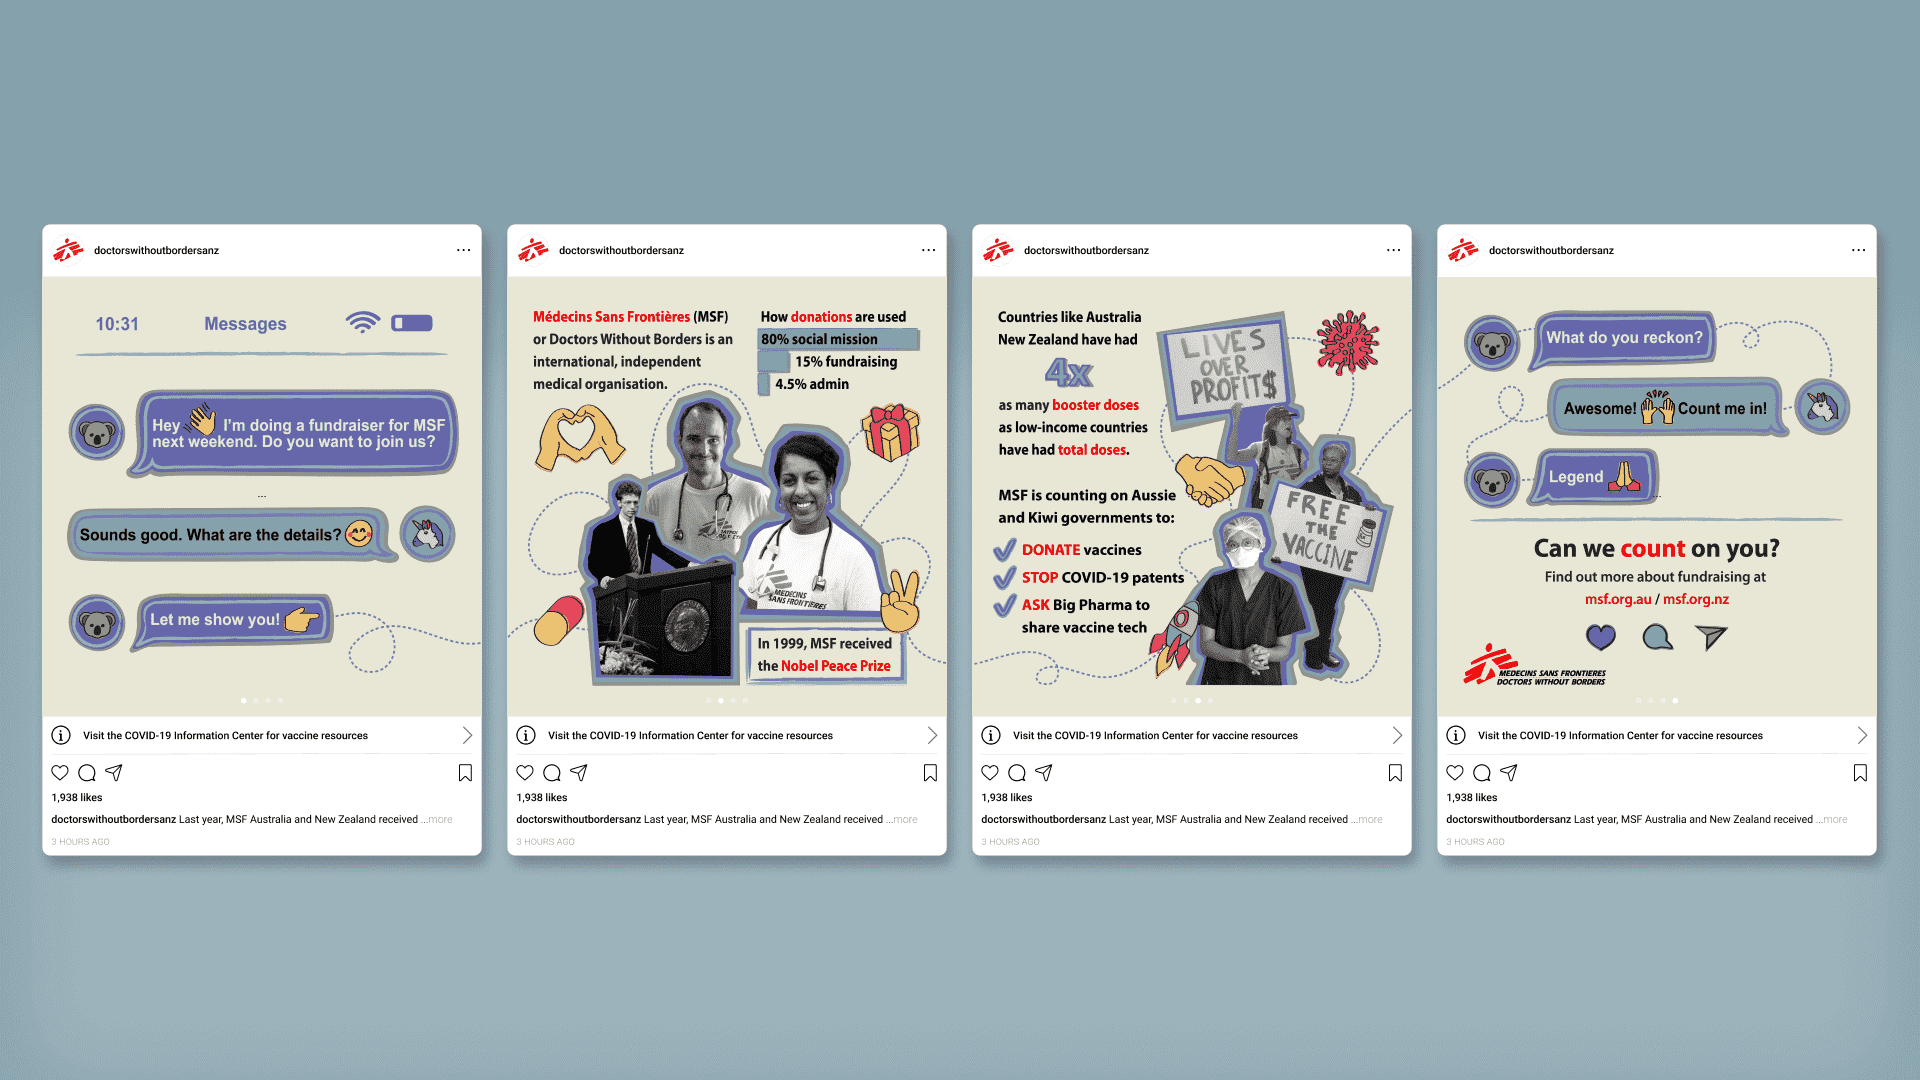 doctorswithoutbordersanz
10:31 Messages
Hey I'm doing a fundraiser for MSF
next weekend. Do you want to join us?
...
Sounds good. What are the details?
Let me show you!
Visit the COVID-19 Information Center for vaccine resources
1,938 likes
doctorswithoutbordersanz Last year, MSF Australia and New Zealand received ...more
3 HOURS AGO
doctorswithoutbordersanz
Médecins Sans Frontières (MSF)
or Doctors Without Borders is an
international, independent
medical organisation.
How donations are used
80% social mission
15% fundraising
4.5% admin
MEDECINS
SANS FRONTIERES
In 1999, MSF received
the Nobel Peace Prize
Visit the COVID-19 Information Center for vaccine resources
1,938 likes
doctorswithoutbordersanz Last year, MSF Australia and New Zealand received ...more
3 HOURS AGO
doctorswithoutbordersanz
Countries like Australia
New Zealand have had
4x
as many booster doses
as low-income countries
have had total doses.
MSF is counting on Aussie
and Kiwi governments to:
DONATE vaccines
STOP COVID-19 patents
ASK Big Pharma to
share vaccine tech
LIVES
OVER
PROFIT$
FREE
THE
VACCINE
Visit the COVID-19 Information Center for vaccine resources
1,938 likes
doctorswithoutbordersanz Last year, MSF Australia and New Zealand received ...more
3 HOURS AGO
doctorswithoutbordersanz
What do you reckon?
Awesome! Count me in!
Legend
...
Can we count on you?
Find out more about fundraising at
msf.org.au / msf.org.nz
MEDECINS SANS FRONTIERES
DOCTORS WITHOUT BORDERS
Visit the COVID-19 Information Center for vaccine resources
1,938 likes
doctorswithoutbordersanz Last year, MSF Australia and New Zealand received ...more
3 HOURS AGO